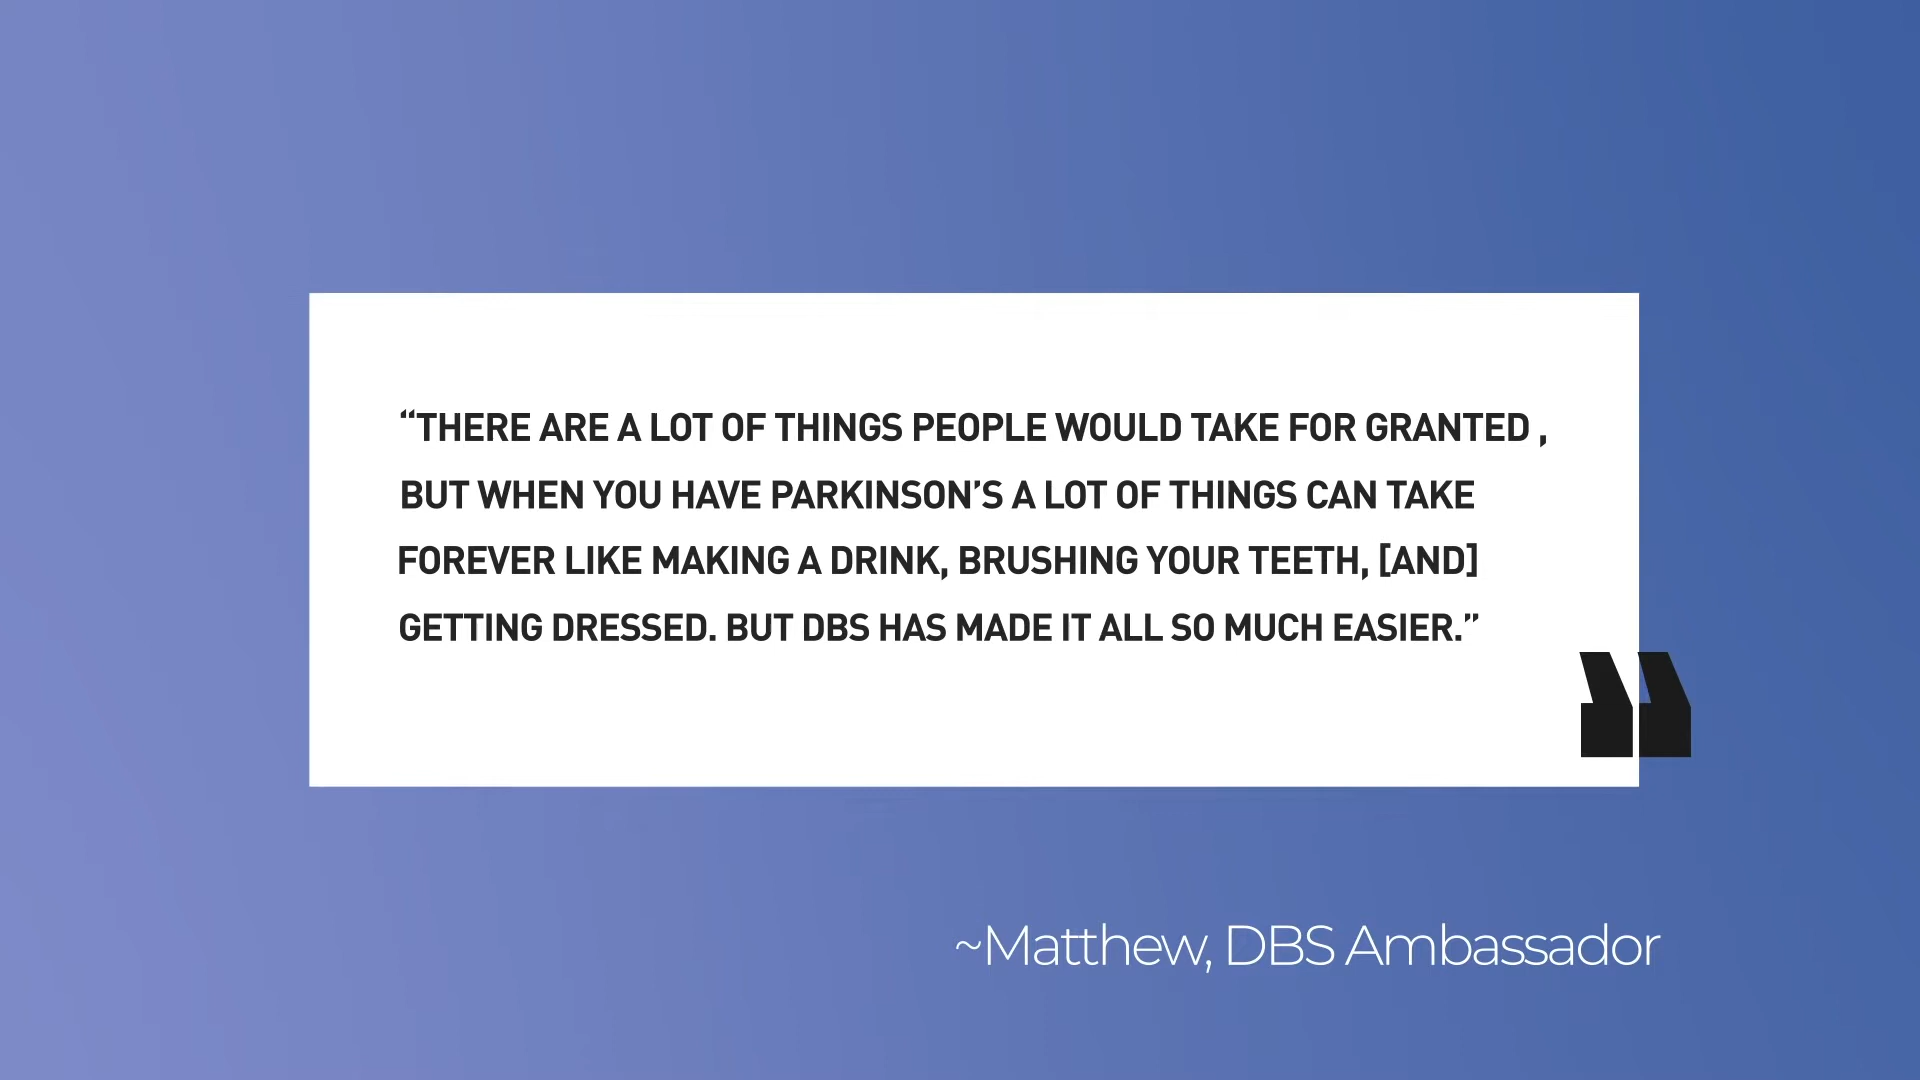 “THERE ARE A LOT OF THINGS PEOPLE WOULD TAKE FOR GRANTED ,
BUT WHEN YOU HAVE PARKINSON’S A LOT OF THINGS CAN TAKE
FOREVER LIKE MAKING A DRINK, BRUSHING YOUR TEETH, [AND]
GETTING DRESSED. BUT DBS HAS MADE IT ALL SO MUCH EASIER.”
~Matthew, DBS Ambassador